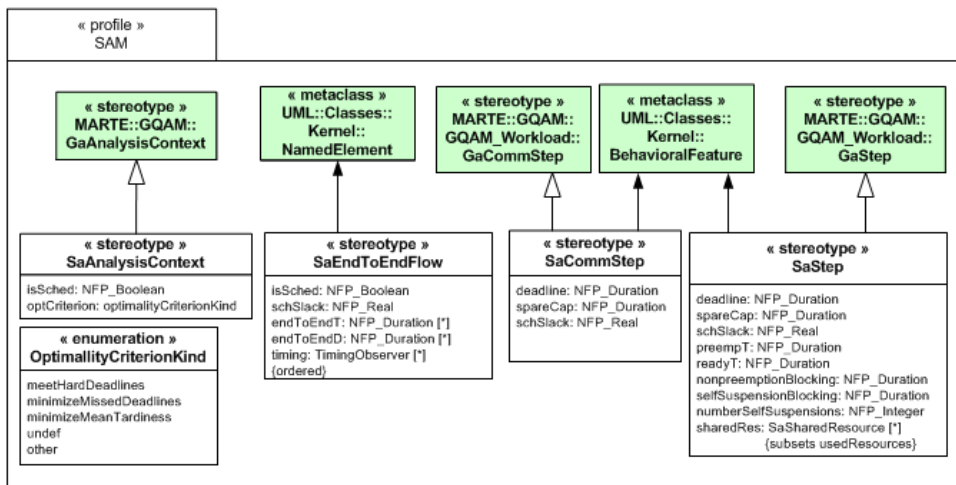 « profile »
SAM
« stereotype »
MARTE::GQAM::
GaAnalysisContext
« metaclass »
UML::Classes::
Kernel::
NamedElement
« stereotype »
MARTE::GQAM::
GQAM_Workload::
GaCommStep
« metaclass »
UML::Classes::
Kernel::
BehavioralFeature
« stereotype »
MARTE::GQAM::
GQAM_Workload::
GaStep
« stereotype »
SaAnalysisContext
isSched: NFP_Boolean
optCriterion: optimalityCriterionKind
« enumeration »
OptimallityCriterionKind
meetHardDeadlines
minimizeMissedDeadlines
minimizeMeanTardiness
undef
other
« stereotype »
SaEndToEndFlow
isSched: NFP_Boolean
schSlack: NFP_Real
endToEndT: NFP_Duration [*]
endToEndD: NFP_Duration [*]
timing: TimingObserver [*]
{ordered}
« stereotype »
SaCommStep
deadline: NFP_Duration
spareCap: NFP_Duration
schSlack: NFP_Real
« stereotype »
SaStep
deadline: NFP_Duration
spareCap: NFP_Duration
schSlack: NFP_Real
preempT: NFP_Duration
readyT: NFP_Duration
nonpreemptionBlocking: NFP_Duration
selfSuspensionBlocking: NFP_Duration
numberSelfSuspensions: NFP_Integer
sharedRes: SaSharedResource [*]
{subsets usedResources}